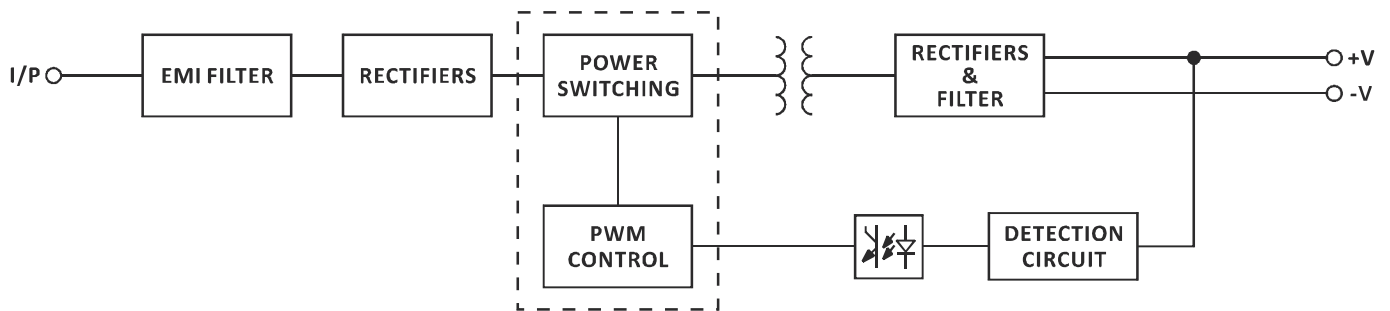 I/P
EMI FILTER
RECTIFIERS
POWER
SWITCHING
RECTIFIERS
&
FILTER
+V
-V
PWM
CONTROL
DETECTION
CIRCUIT